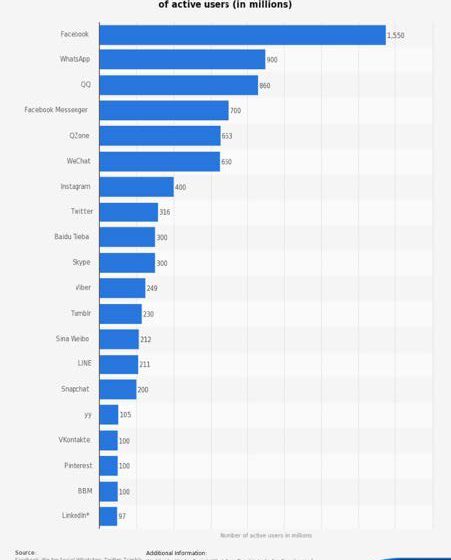 of active users (in millions)
Facebook 1,550
WhatsApp 900
QQ 860
Facebook Messenger 700
QZone 653
WeChat 650
Instagram 400
Twitter 316
Baidu Tieba 300
Skype 300
Viber 249
Tumblr 230
Sina Weibo 212
LINE 211
Snapchat 200
yy 105
VKontakte 100
Pinterest 100
BBM 100
LinkedIn* 97
Number of active users in millions
Source: Additional information: